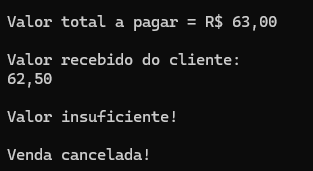 Valor total a pagar = R$ 63,00
Valor recebido do cliente:
62,50
Valor insuficiente!
Venda cancelada!